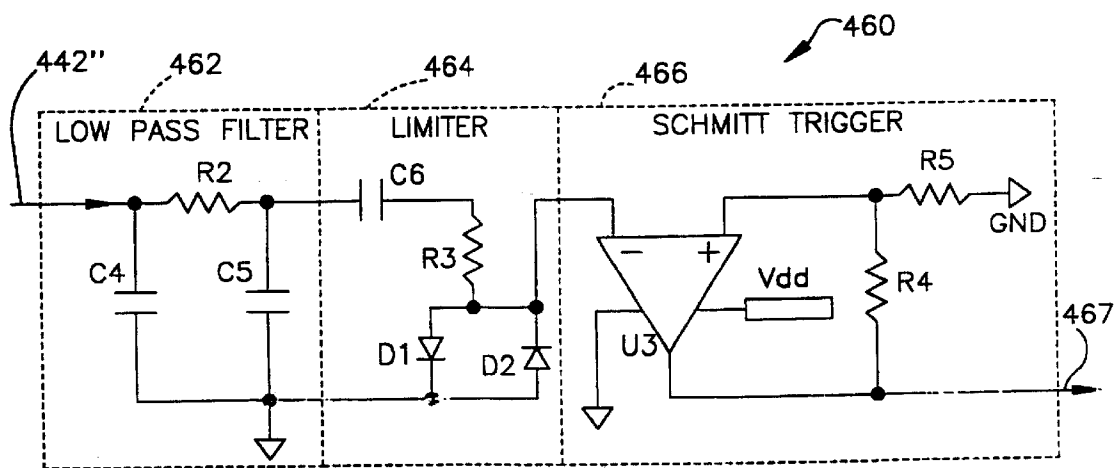 460
442"
462
464
466
LOW PASS FILTER
LIMITER
SCHMITT TRIGGER
R2
C6
R5
GND
C4
C5
R3
−
+
Vdd
R4
D1
D2
U3
467